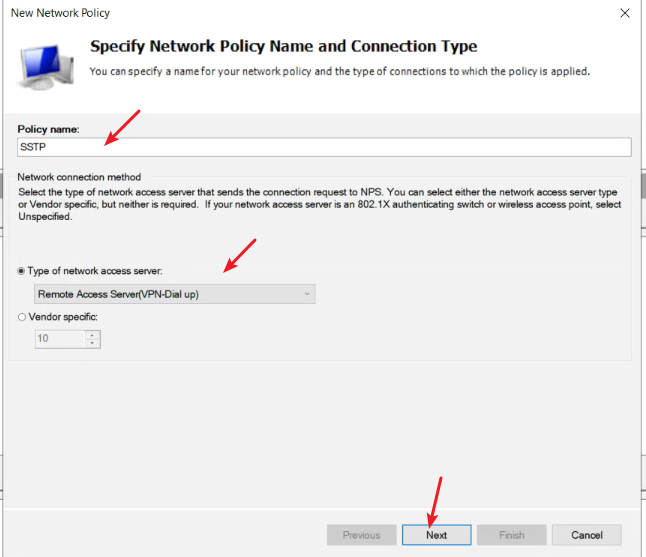 New Network Policy
Specify Network Policy Name and Connection Type
You can specify a name for your network policy and the type of connections to which the policy is applied.
Policy name:
SSTP
Network connection method
Select the type of network access server that sends the connection request to NPS. You can select either the network access server type
or Vendor specific, but neither is required.  If your network access server is an 802.1X authenticating switch or wireless access point, select
Unspecified.
Type of network access server:
Remote Access Server(VPN-Dial up)
Vendor specific:
10
Previous Next Finish Cancel